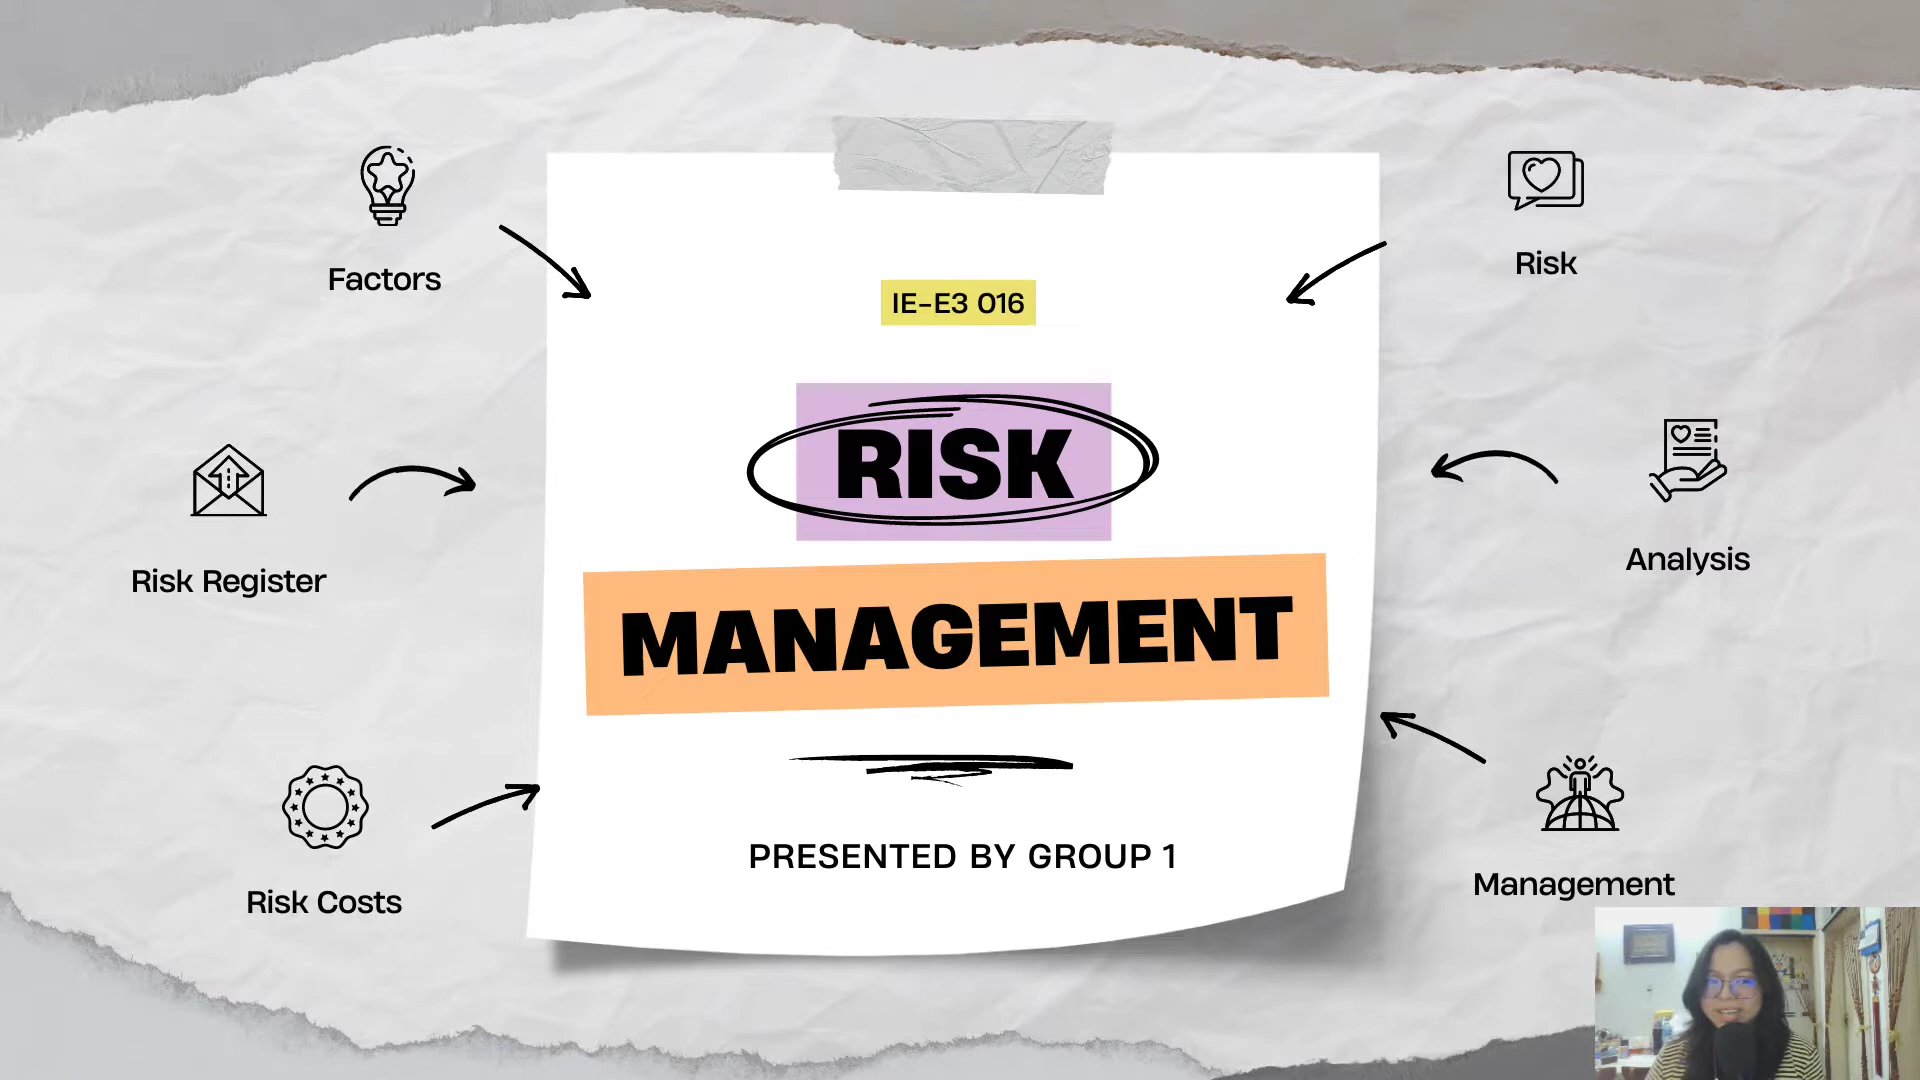 Factors
Risk
IE-E3 016
RISK
Risk Register
Analysis
MANAGEMENT
PRESENTED BY GROUP 1
Risk Costs
Management